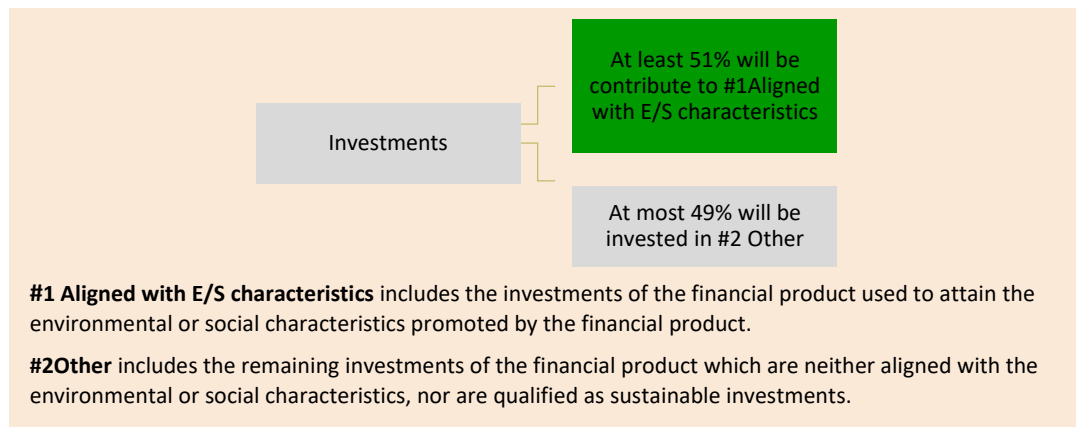 At least 51% will be
contribute to #1Aligned
with E/S characteristics
Investments
At most 49% will be
invested in #2 Other
#1 Aligned with E/S characteristics includes the investments of the financial product used to attain the
environmental or social characteristics promoted by the financial product.
#2Other includes the remaining investments of the financial product which are neither aligned with the
environmental or social characteristics, nor are qualified as sustainable investments.